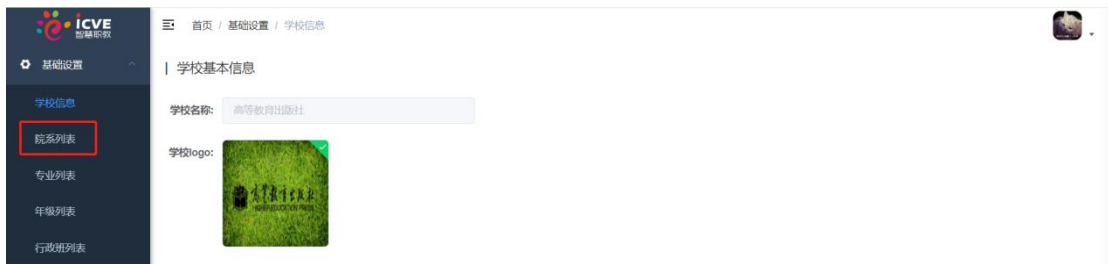 icve
智慧职教
首页 / 基础设置 / 学校信息
基础设置
学校基本信息
学校信息
学校名称: 高等教育出版社
院系列表
学校logo:
专业列表
高等教育出版社
HIGHER EDUCATION PRESS
年级列表
行政班列表